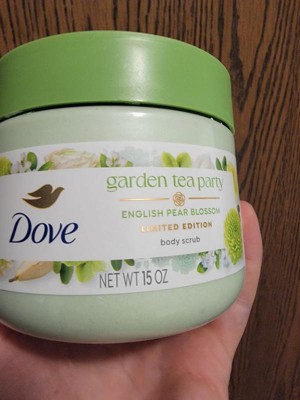 garden tea party
ENGLISH PEAR BLOSSOM
LIMITED EDITION
body scrub
Dove
NET WT 15 OZ